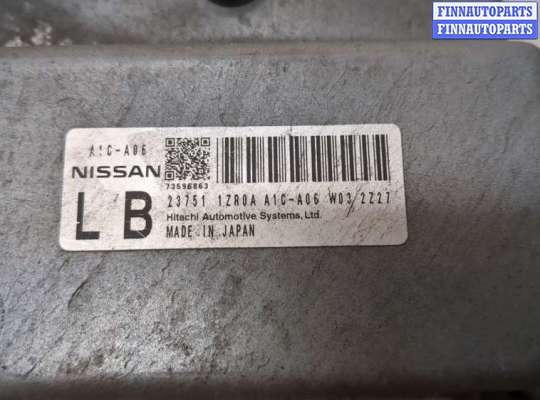 FINNAUTOPARTS
FINNAUTOPARTS
A1C-A06
NISSAN
73596863
LB
23751 1ZR0A A1C-A06 W03 2Z27
Hitachi Automotive Systems, Ltd.
MADE IN JAPAN